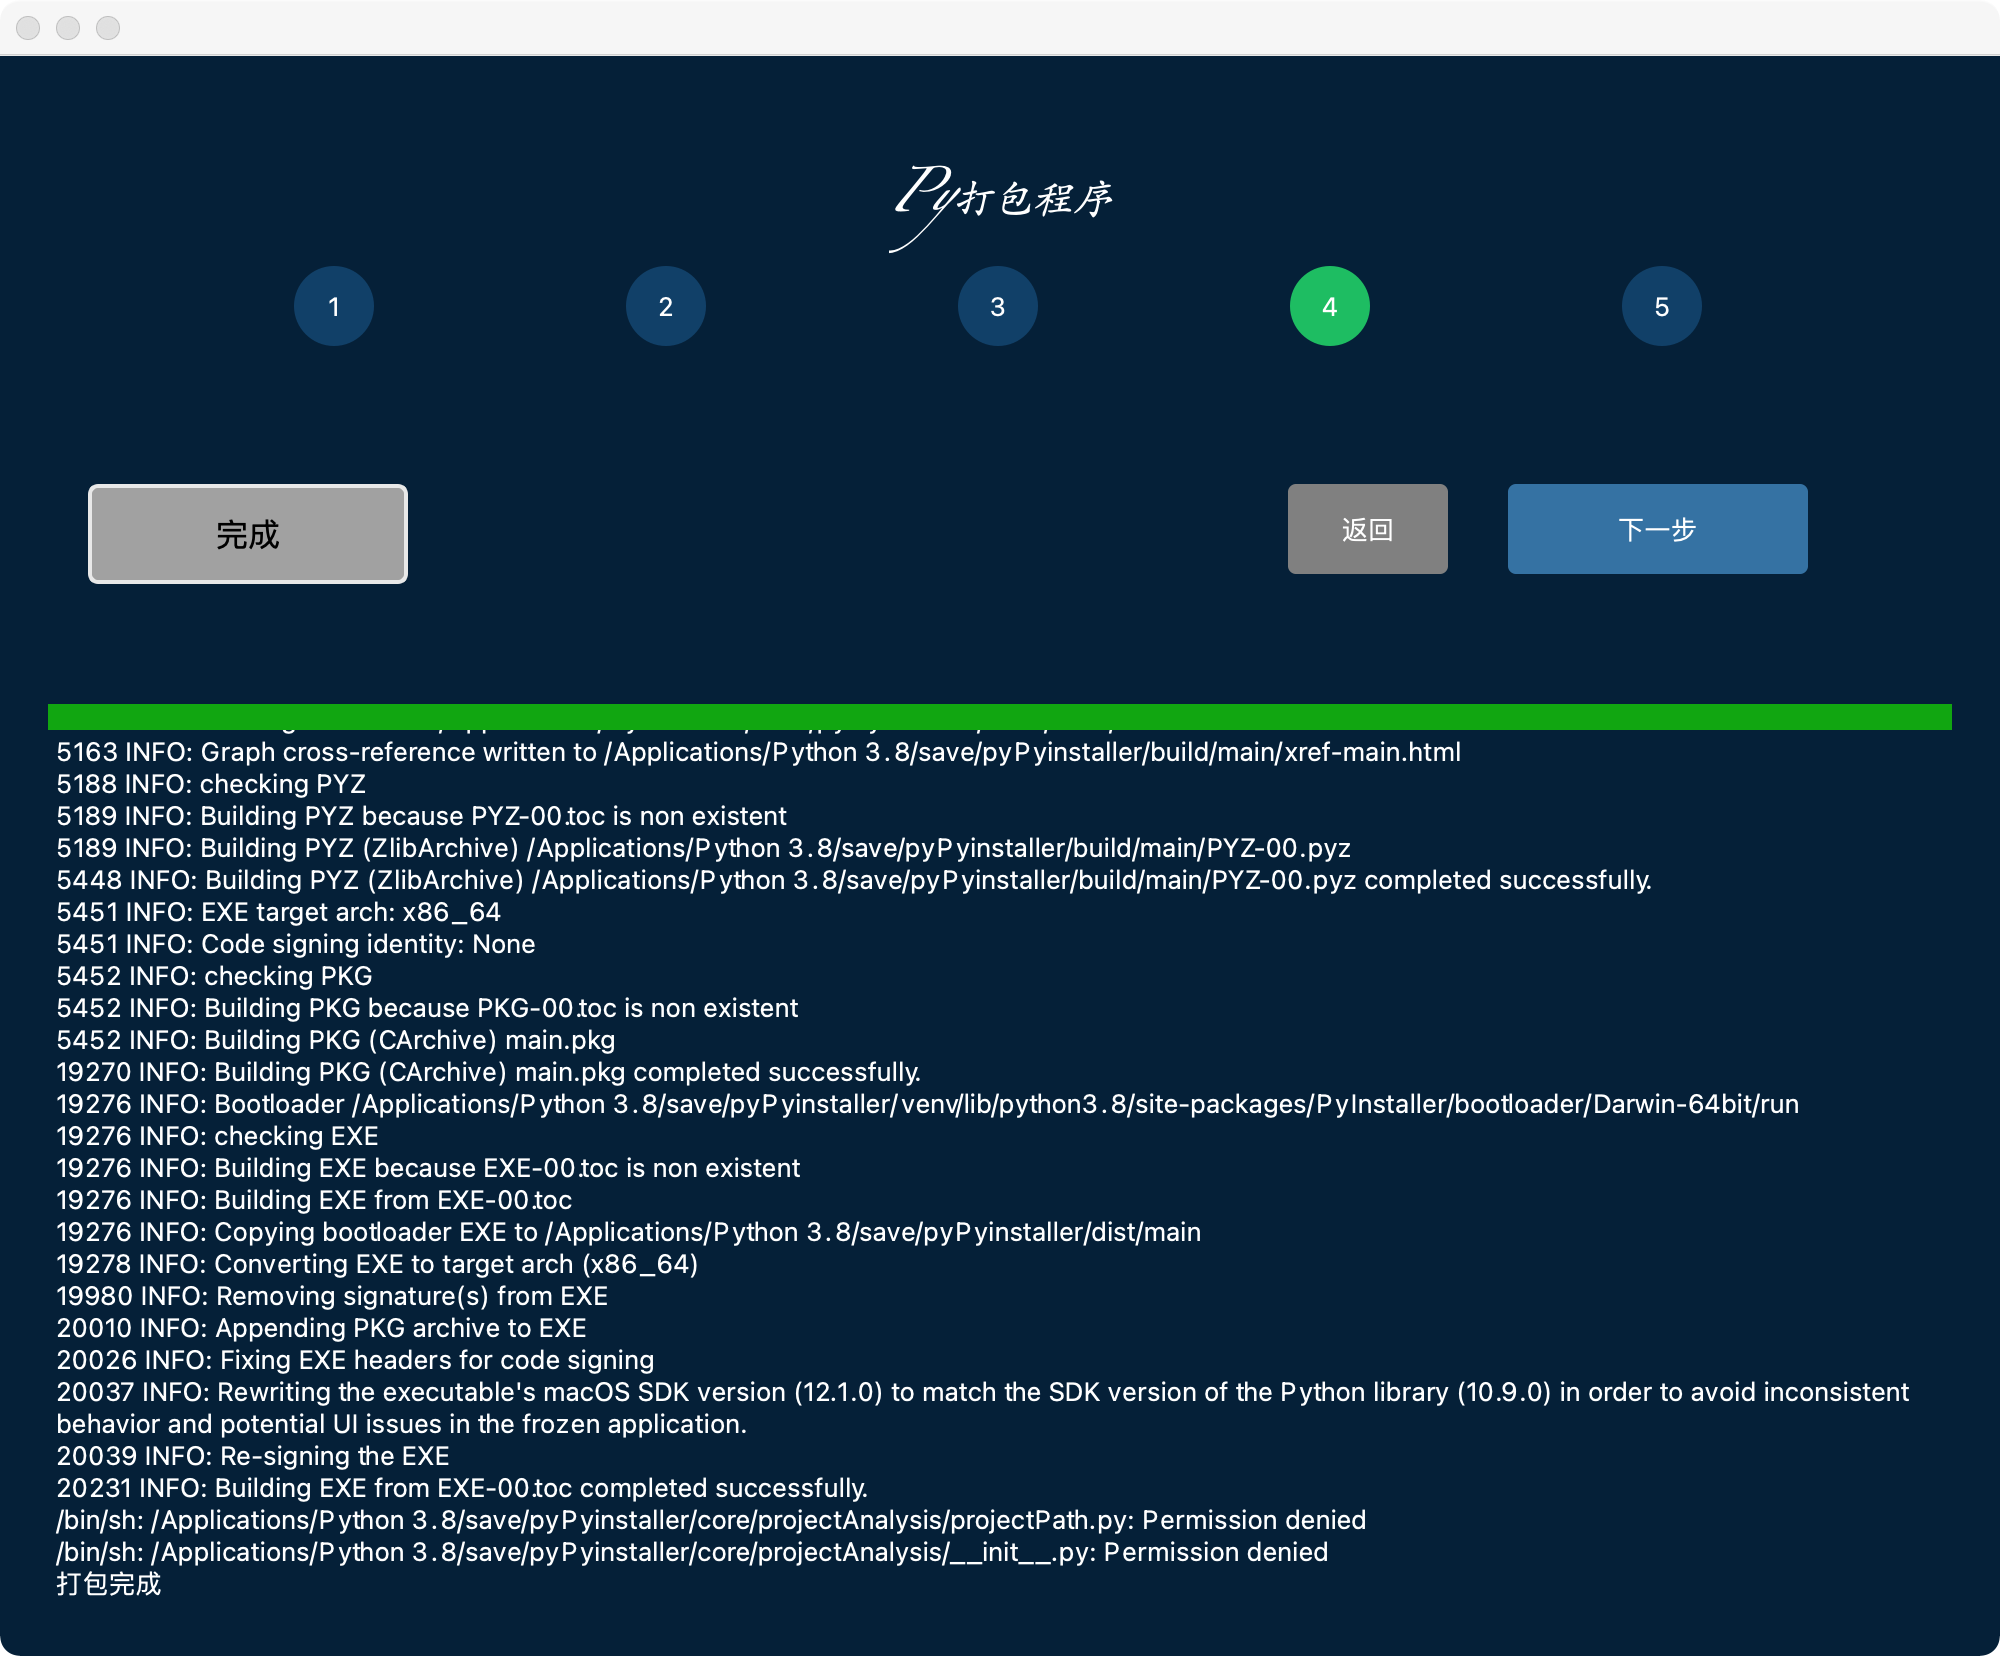 Py打包程序
1 2 3 4 5
完成 返回 下一步
5163 INFO: Graph cross-reference written to /Applications/Python 3.8/save/pyPyinstaller/build/main/xref-main.html
5188 INFO: checking PYZ
5189 INFO: Building PYZ because PYZ-00.toc is non existent
5189 INFO: Building PYZ (ZlibArchive) /Applications/Python 3.8/save/pyPyinstaller/build/main/PYZ-00.pyz
5448 INFO: Building PYZ (ZlibArchive) /Applications/Python 3.8/save/pyPyinstaller/build/main/PYZ-00.pyz completed successfully.
5451 INFO: EXE target arch: x86_64
5451 INFO: Code signing identity: None
5452 INFO: checking PKG
5452 INFO: Building PKG because PKG-00.toc is non existent
5452 INFO: Building PKG (CArchive) main.pkg
19270 INFO: Building PKG (CArchive) main.pkg completed successfully.
19276 INFO: Bootloader /Applications/Python 3.8/save/pyPyinstaller/venv/lib/python3.8/site-packages/PyInstaller/bootloader/Darwin-64bit/run
19276 INFO: checking EXE
19276 INFO: Building EXE because EXE-00.toc is non existent
19276 INFO: Building EXE from EXE-00.toc
19276 INFO: Copying bootloader EXE to /Applications/Python 3.8/save/pyPyinstaller/dist/main
19278 INFO: Converting EXE to target arch (x86_64)
19980 INFO: Removing signature(s) from EXE
20010 INFO: Appending PKG archive to EXE
20026 INFO: Fixing EXE headers for code signing
20037 INFO: Rewriting the executable's macOS SDK version (12.1.0) to match the SDK version of the Python library (10.9.0) in order to avoid inconsistent
behavior and potential UI issues in the frozen application.
20039 INFO: Re-signing the EXE
20231 INFO: Building EXE from EXE-00.toc completed successfully.
/bin/sh: /Applications/Python 3.8/save/pyPyinstaller/core/projectAnalysis/projectPath.py: Permission denied
/bin/sh: /Applications/Python 3.8/save/pyPyinstaller/core/projectAnalysis/__init__.py: Permission denied
打包完成